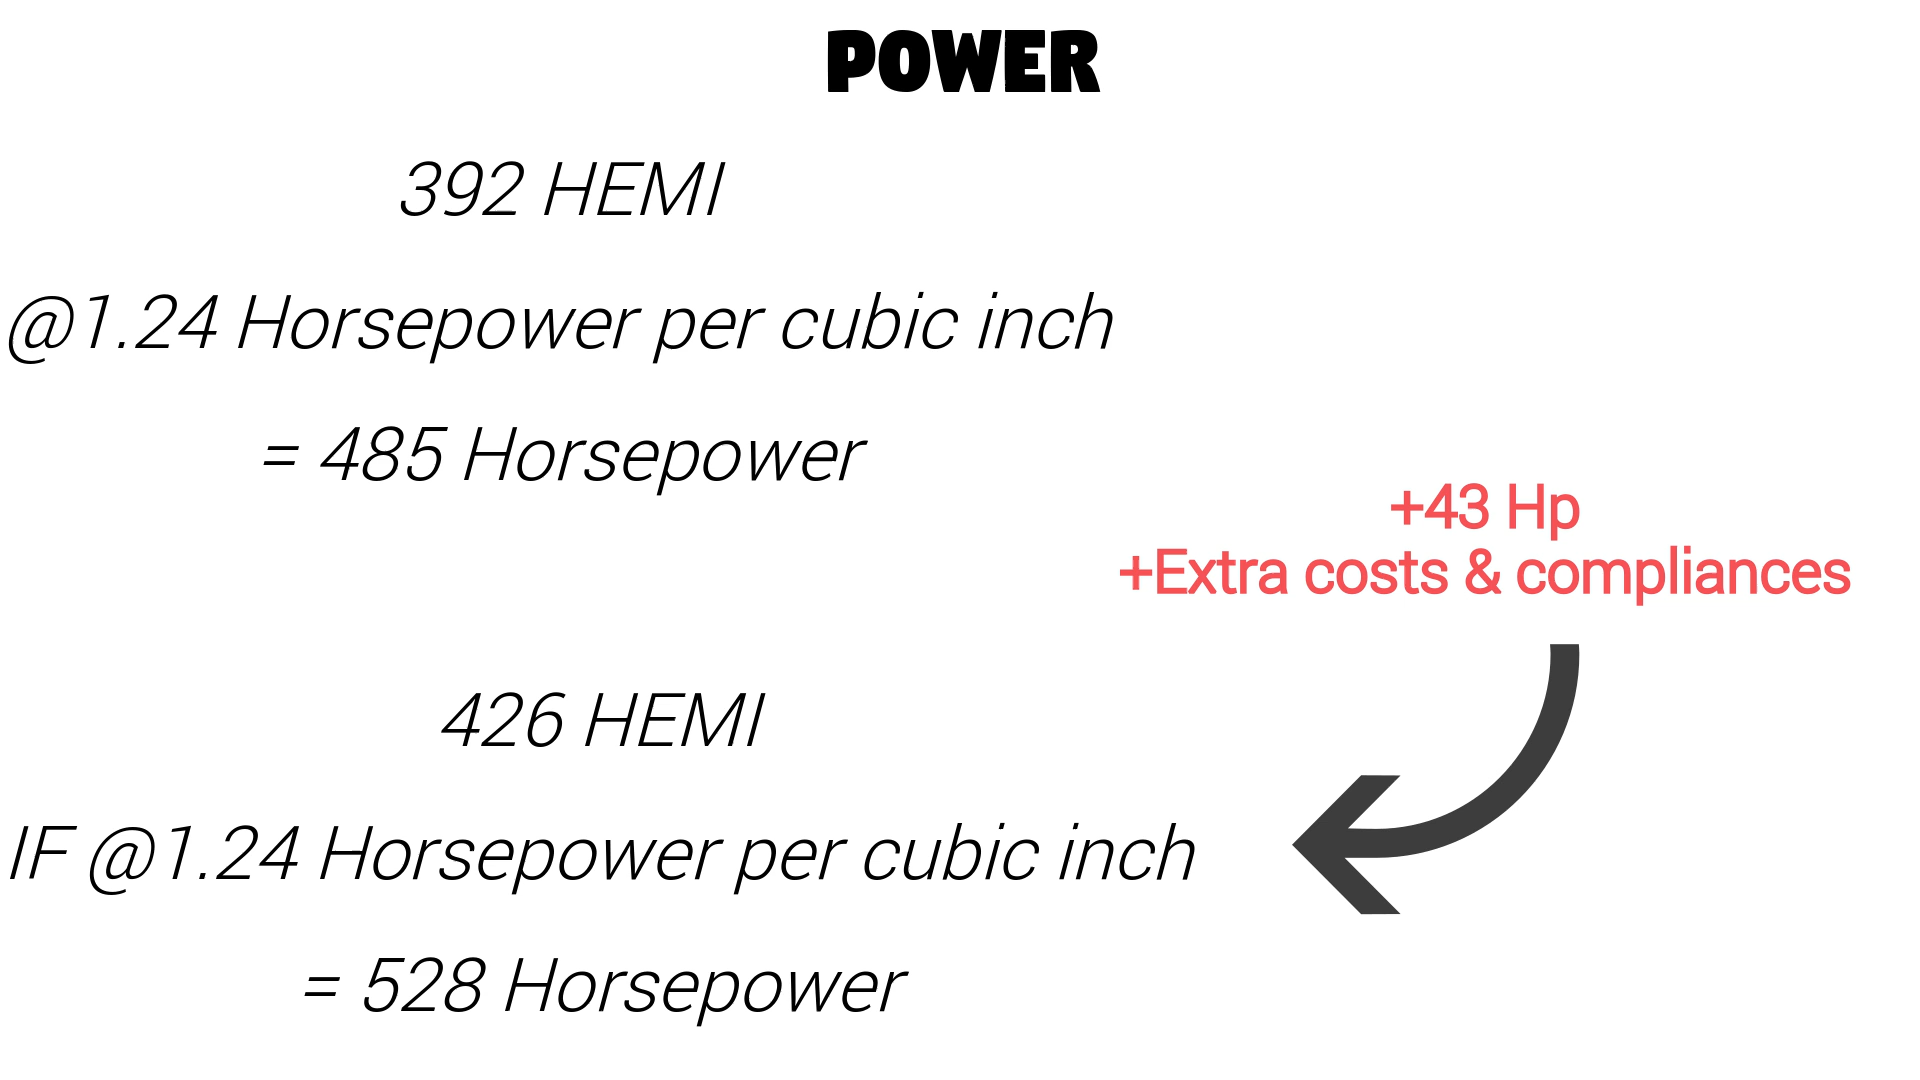 POWER
392 HEMI
@1.24 Horsepower per cubic inch
= 485 Horsepower
+43 Hp
+Extra costs & compliances
426 HEMI
IF @1.24 Horsepower per cubic inch
= 528 Horsepower